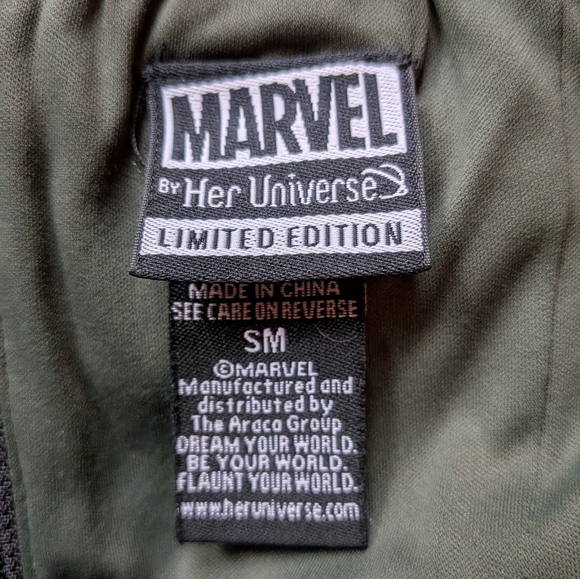 MARVEL
BY Her Universe
LIMITED EDITION
MADE IN CHINA
SEE CARE ON REVERSE
SM
©MARVEL
Manufactured and
distributed by
The Araca Group
DREAM YOUR WORLD.
BE YOUR WORLD.
FLAUNT YOUR WORLD.
www.heruniverse.com